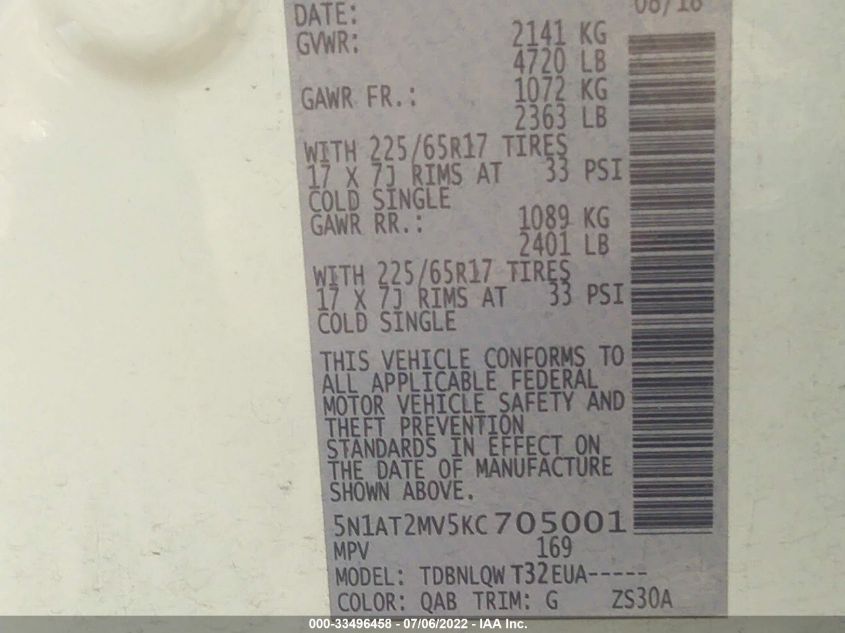 DATE: 08/18
GVWR: 2141 KG
4720 LB
GAWR FR.: 1072 KG
2363 LB
WITH 225/65R17 TIRES
17 X 7J RIMS AT 33 PSI
COLD SINGLE
GAWR RR.: 1089 KG
2401 LB
WITH 225/65R17 TIRES
17 X 7J RIMS AT 33 PSI
COLD SINGLE
THIS VEHICLE CONFORMS TO
ALL APPLICABLE FEDERAL
MOTOR VEHICLE SAFETY AND
THEFT PREVENTION
STANDARDS IN EFFECT ON
THE DATE OF MANUFACTURE
SHOWN ABOVE.
5N1AT2MV5KC705001
MPV 169
MODEL: TDBNLQWT32EUA-----
COLOR: QAB TRIM: G ZS30A
000-33496458 - 07/06/2022 - IAA Inc.